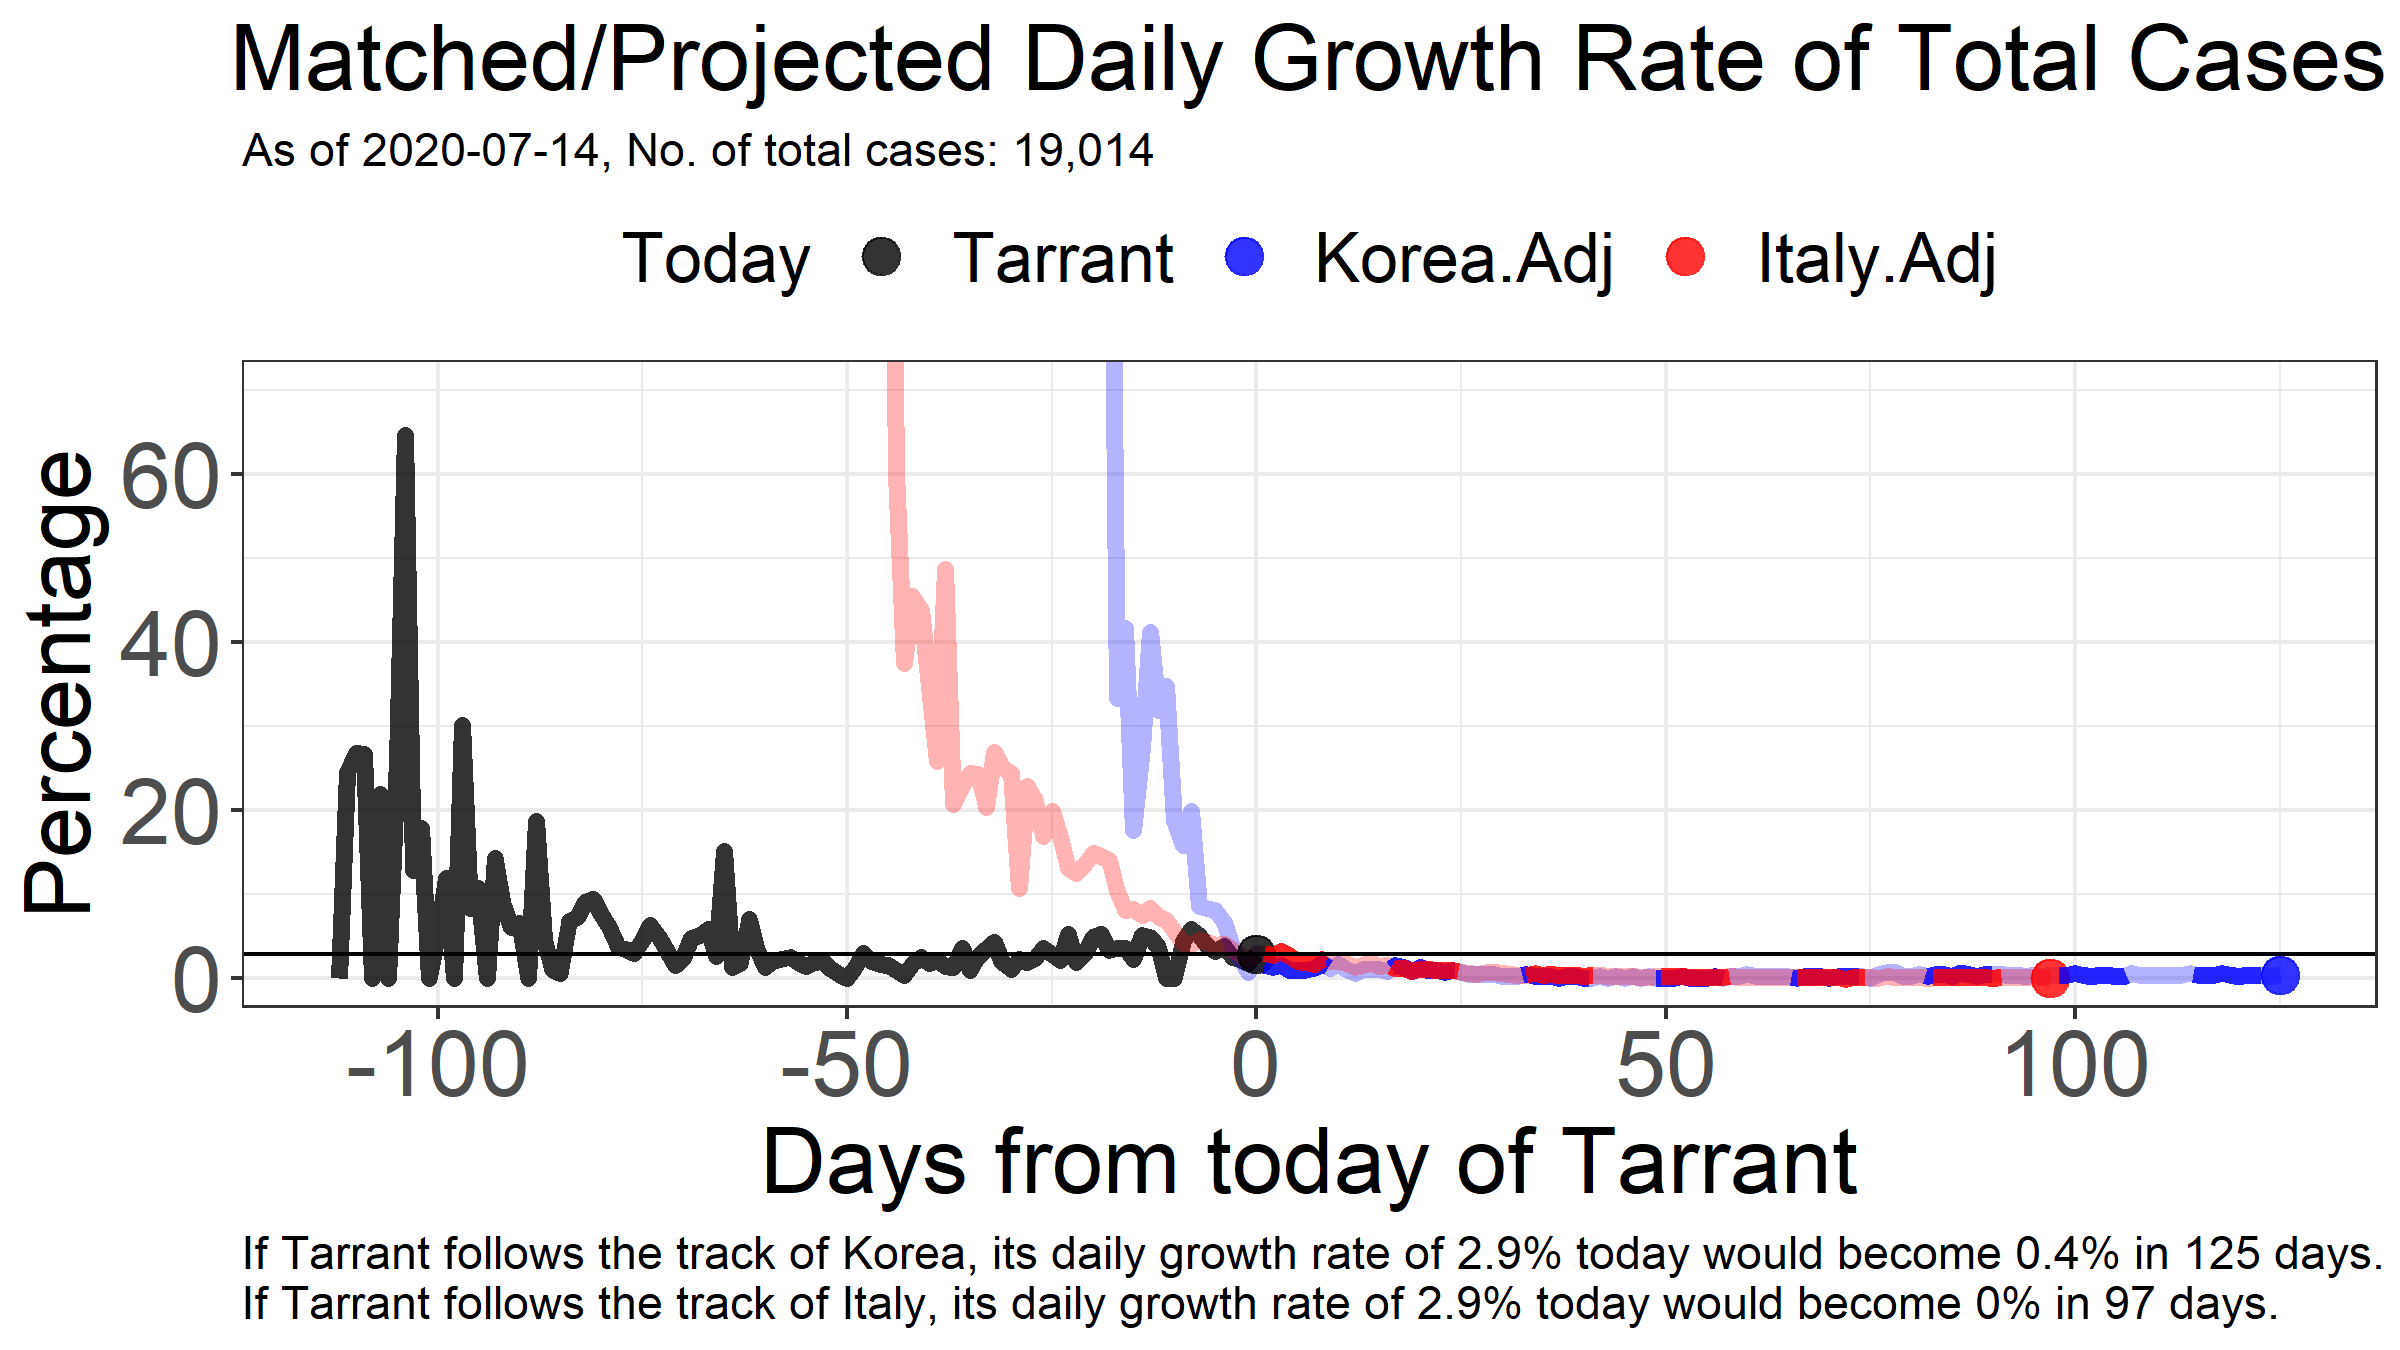 Matched/Projected Daily Growth Rate of Total Cases
As of 2020-07-14, No. of total cases: 19,014
Today Tarrant Korea.Adj Italy.Adj
Percentage
60
40
20
0
-100 -50 0 50 100
Days from today of Tarrant
If Tarrant follows the track of Korea, its daily growth rate of 2.9% today would become 0.4% in 125 days.
If Tarrant follows the track of Italy, its daily growth rate of 2.9% today would become 0% in 97 days.